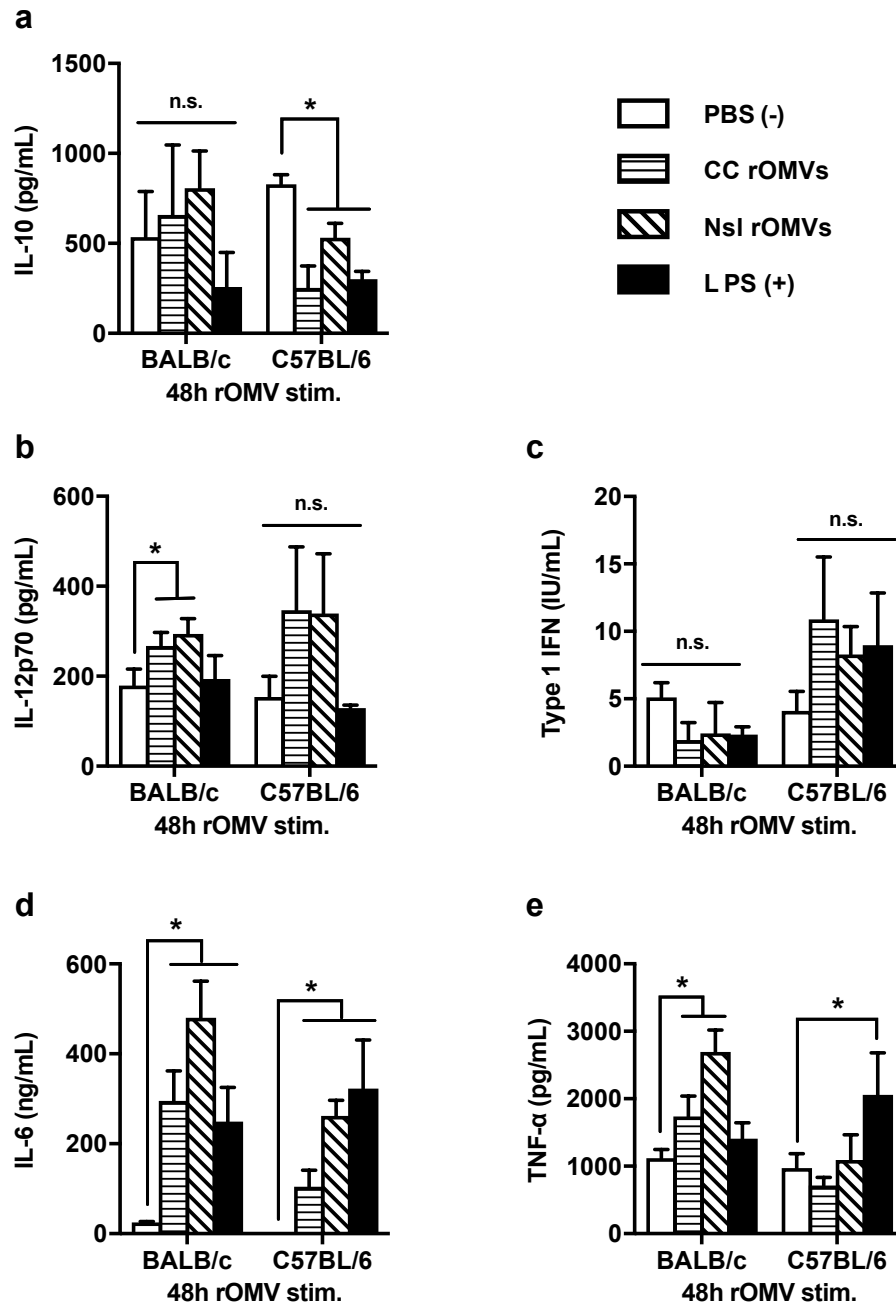 a
1500
1000
500
0
IL-10 (pg/mL)
n.s.
*
BALB/c C57BL/6
48h rOMV stim.
PBS (-)
CC rOMVs
Nsl rOMVs
L PS (+)
b
600
400
200
0
IL-12p70 (pg/mL)
*
n.s.
BALB/c C57BL/6
48h rOMV stim.
c
20
15
10
5
0
Type 1 IFN (IU/mL)
n.s.
n.s.
BALB/c C57BL/6
48h rOMV stim.
d
600
400
200
0
IL-6 (ng/mL)
*
*
BALB/c C57BL/6
48h rOMV stim.
e
4000
3000
2000
1000
0
TNF-α (pg/mL)
*
*
BALB/c C57BL/6
48h rOMV stim.